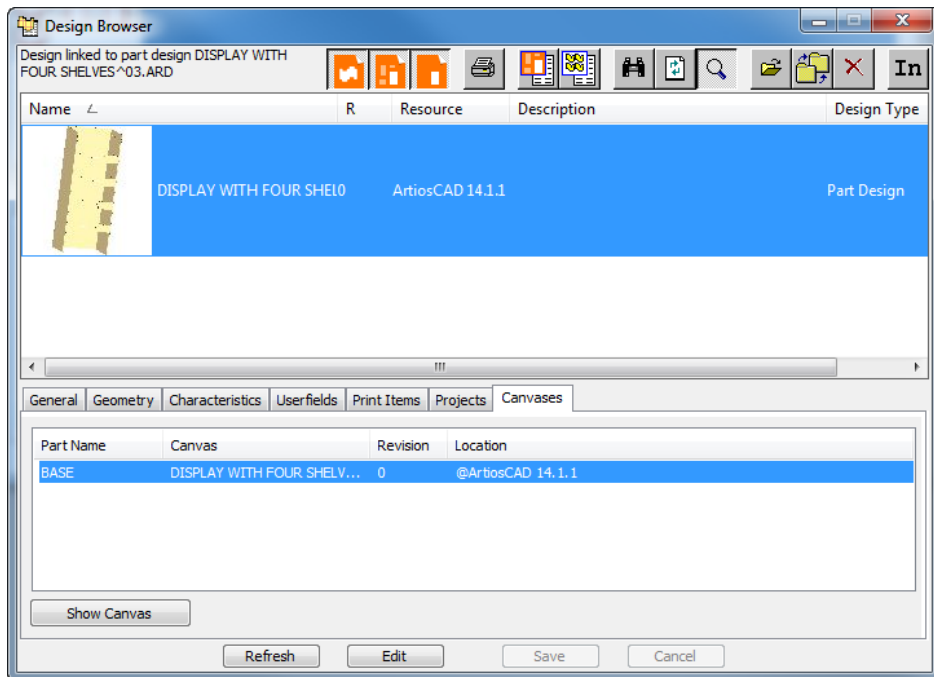 Design Browser
Design linked to part design DISPLAY WITH
FOUR SHELVES^03.ARD
In
Name R Resource Description Design Type
DISPLAY WITH FOUR SHEL0 ArtiosCAD 14.1.1 Part Design
General Geometry Characteristics Userfields Print Items Projects Canvases
Part Name Canvas Revision Location
BASE DISPLAY WITH FOUR SHELV... 0 @ArtiosCAD 14.1.1
Show Canvas
Refresh Edit Save Cancel